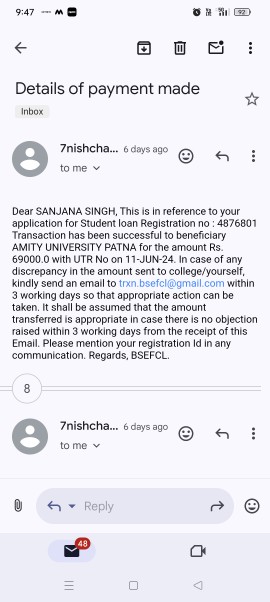 9:47
92
Details of payment made
Inbox
7nishcha... 6 days ago
to me
Dear SANJANA SINGH, This is in reference to your
application for Student loan Registration no : 4876801
Transaction has been successful to beneficiary
AMITY UNIVERSITY PATNA for the amount Rs.
69000.0 with UTR No on 11-JUN-24. In case of any
discrepancy in the amount sent to college/yourself,
kindly send an email to trxn.bsefcl@gmail.com within
3 working days so that appropriate action can be
taken. It shall be assumed that the amount
transferred is appropriate in case there is no objection
raised within 3 working days from the receipt of this
Email. Please mention your registration Id in any
communication. Regards, BSEFCL.
8
7nishcha... 6 days ago
to me
Reply
48